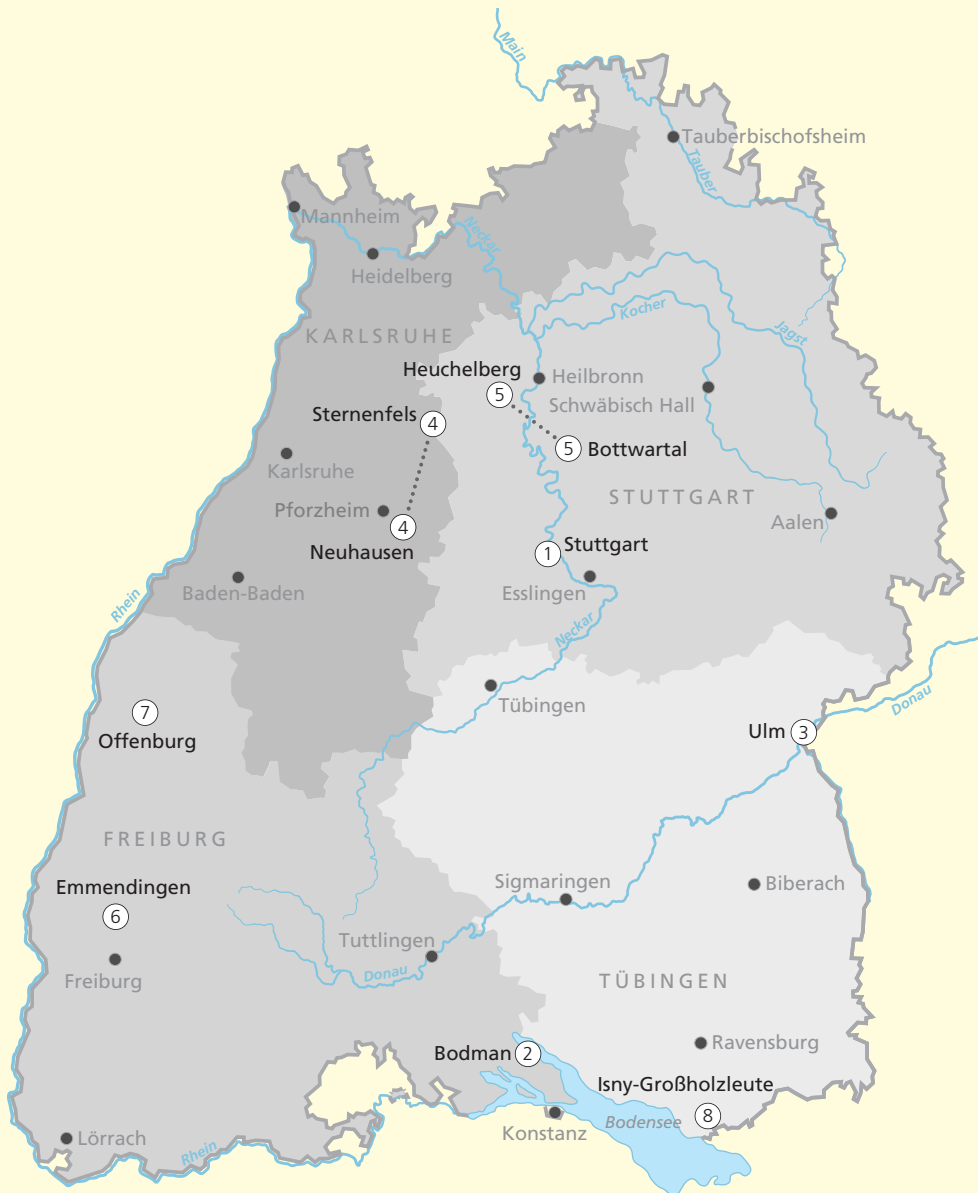 Main
Tauberbischofsheim
Tauber
Mannheim
Neckar
Heidelberg
KARLSRUHE
Kocher
Jagst
Heuchelberg
Heilbronn
5
Schwäbisch Hall
Sternenfels
4
5
Bottwartal
Karlsruhe
STUTTGART
Pforzheim
4
Aalen
Neuhausen
1
Stuttgart
Baden-Baden
Esslingen
Rhein
Neckar
Tübingen
Donau
7
Offenburg
Ulm
3
FREIBURG
Emmendingen
6
Sigmaringen
Biberach
Tuttlingen
Freiburg
Donau
TÜBINGEN
Bodman
2
Ravensburg
Isny-Großholzleute
8
Konstanz
Bodensee
Lörrach
Rhein